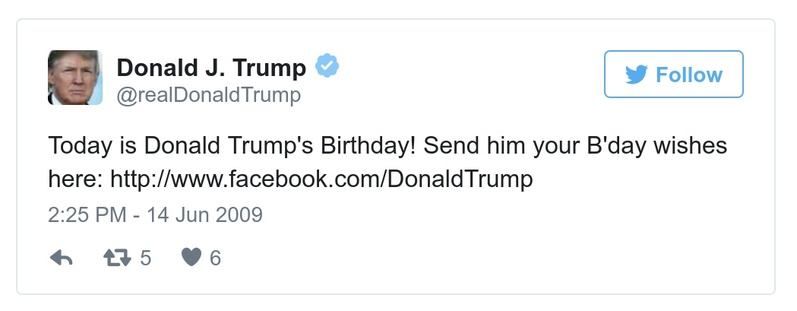 Donald J. Trump
@realDonaldTrump
Follow
Today is Donald Trump's Birthday! Send him your B'day wishes
here: http://www.facebook.com/DonaldTrump
2:25 PM - 14 Jun 2009
5 6